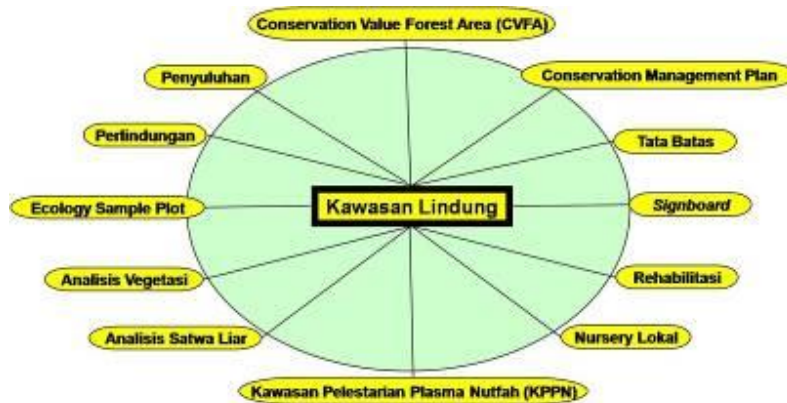 Conservation Value Forest Area (CVFA)
Penyuluhan
Conservation Management Plan
Perlindungan
Tata Batas
Ecology Sample Plot
Kawasan Lindung
Signboard
Analisis Vegetasi
Rehabilitasi
Analisis Satwa Liar
Nursery Lokal
Kawasan Pelestarian Plasma Nutfah (KPPN)